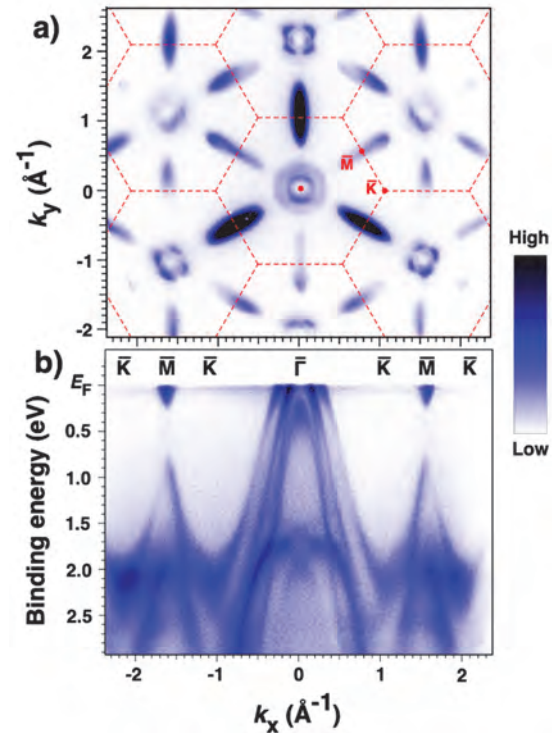 a)
2
1
0
-1
-2
k_y (Å⁻¹)
M̄
K̄
High
Low
b)
K̄ M̄ K̄ Γ̄ K̄ M̄ K̄
E_F
0.5
1.0
1.5
2.0
2.5
Binding energy (eV)
-2 -1 0 1 2
k_x (Å⁻¹)